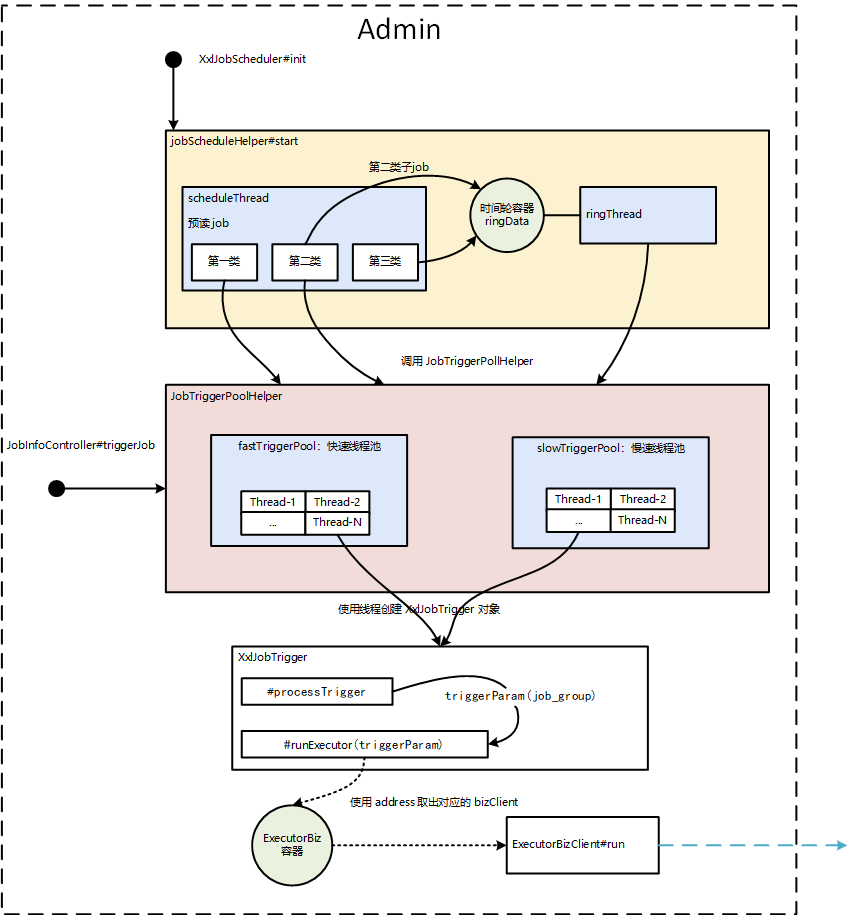 Admin
XxlJobScheduler#init
jobScheduleHelper#start
第二类子job
scheduleThread
预读job
第一类
第二类
第三类
时间轮容器
ringData
ringThread
调用 JobTriggerPollHelper
JobTriggerPoolHelper
JobInfoController#triggerJob
fastTriggerPool：快速线程池
Thread-1
Thread-2
...
Thread-N
slowTriggerPool：慢速线程池
Thread-1
Thread-2
...
Thread-N
使用线程创建 XxlJobTrigger 对象
XxlJobTrigger
#processTrigger
triggerParam(job_group)
#runExecutor(triggerParam)
使用 address 取出对应的 bizClient
ExecutorBiz
容器
ExecutorBizClient#run